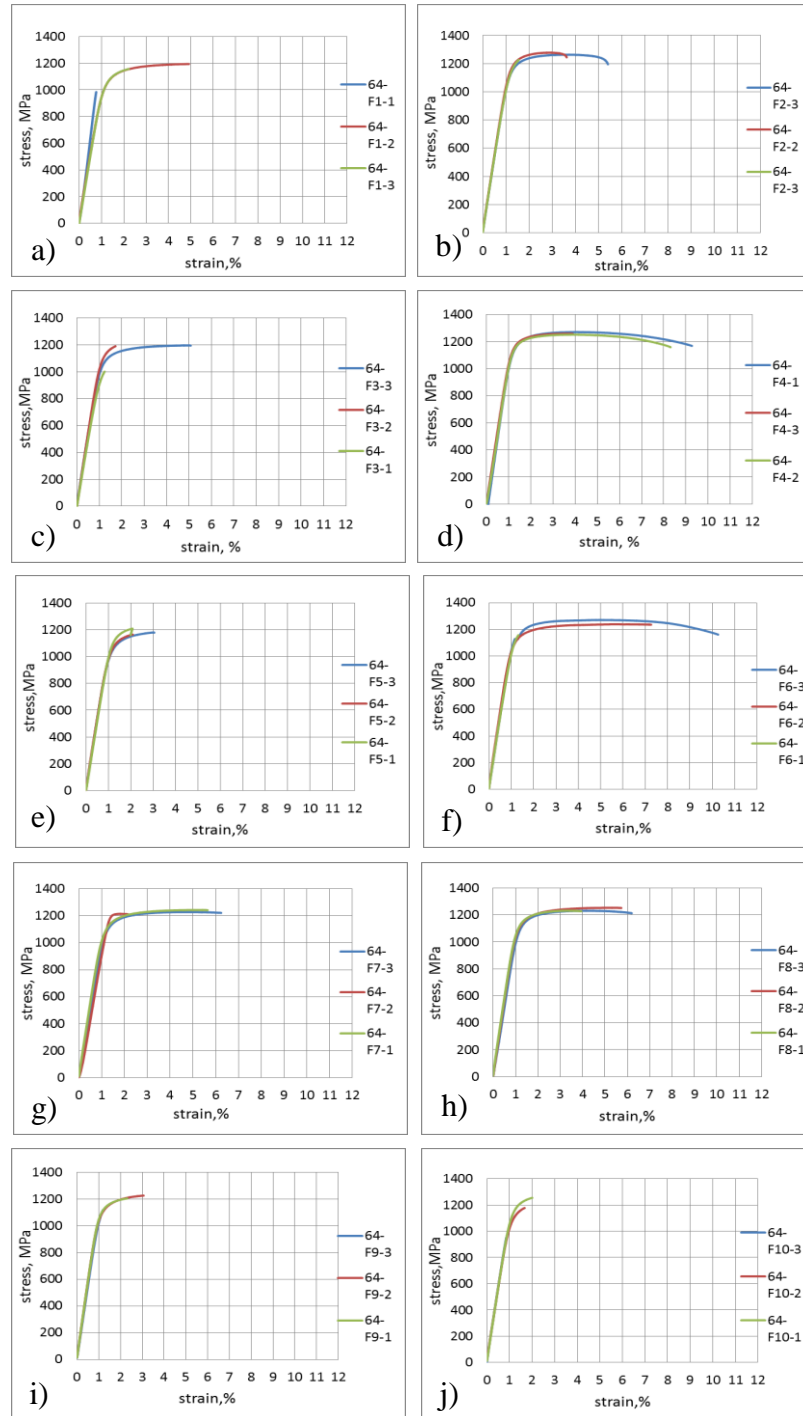 1400
1200
1000
800
600
400
200
0
stress, MPa
0 1 2 3 4 5 6 7 8 9 10 11 12
strain,%
64-
F1-1
64-
F1-2
64-
F1-3
a)
1400
1200
1000
800
600
400
200
0
stress, MPa
0 1 2 3 4 5 6 7 8 9 10 11 12
strain,%
64-
F2-3
64-
F2-2
64-
F2-3
b)
1400
1200
1000
800
600
400
200
0
stress,MPa
0 1 2 3 4 5 6 7 8 9 10 11 12
strain, %
64-
F3-3
64-
F3-2
64-
F3-1
c)
1400
1200
1000
800
600
400
200
0
stress, MPa
0 1 2 3 4 5 6 7 8 9 10 11 12
strain, %
64-
F4-1
64-
F4-3
64-
F4-2
d)
1400
1200
1000
800
600
400
200
0
stress,MPa
0 1 2 3 4 5 6 7 8 9 10 11 12
strain,%
64-
F5-3
64-
F5-2
64-
F5-1
e)
1400
1200
1000
800
600
400
200
0
stress,MPa
0 1 2 3 4 5 6 7 8 9 10 11 12
strain,%
64-
F6-3
64-
F6-2
64-
F6-1
f)
1400
1200
1000
800
600
400
200
0
stress, MPa
0 1 2 3 4 5 6 7 8 9 10 11 12
strain,%
64-
F7-3
64-
F7-2
64-
F7-1
g)
1400
1200
1000
800
600
400
200
0
stress, MPa
0 1 2 3 4 5 6 7 8 9 10 11 12
strain,%
64-
F8-3
64-
F8-2
64-
F8-1
h)
1400
1200
1000
800
600
400
200
0
stress, MPa
0 1 2 3 4 5 6 7 8 9 10 11 12
strain,%
64-
F9-3
64-
F9-2
64-
F9-1
i)
1400
1200
1000
800
600
400
200
0
stress, MPa
0 1 2 3 4 5 6 7 8 9 10 11 12
strain,%
64-
F10-3
64-
F10-2
64-
F10-1
j)